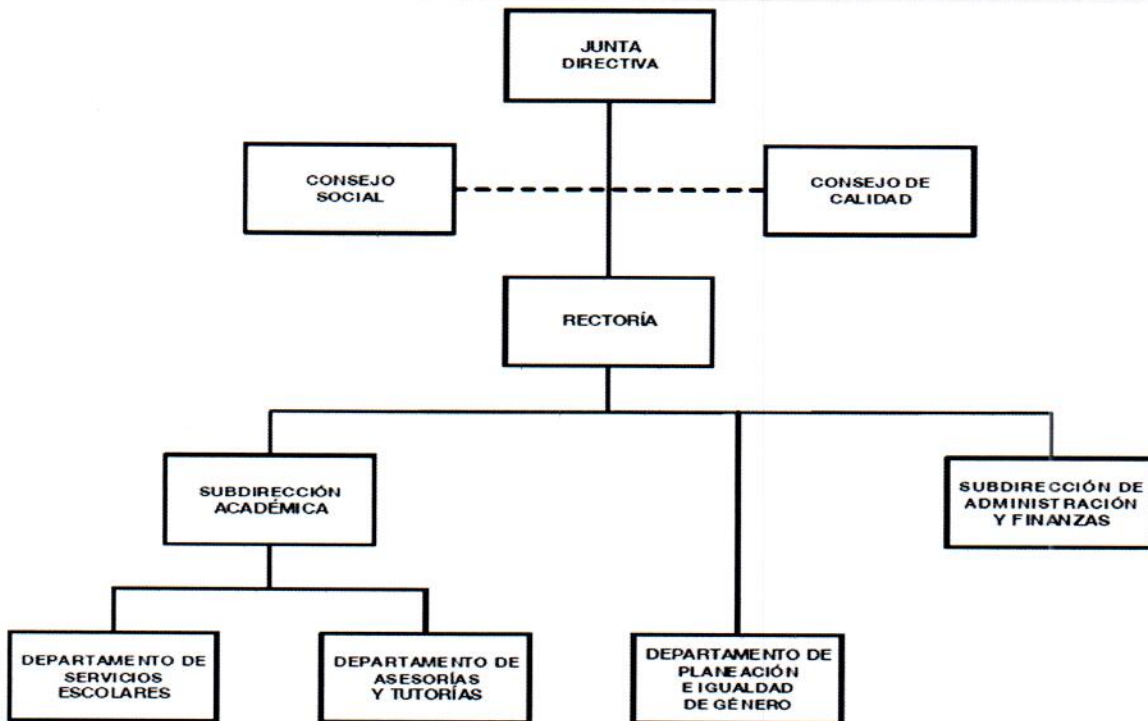 JUNTA
DIRECTIVA
CONSEJO
SOCIAL
CONSEJO DE
CALIDAD
RECTORÍA
SUBDIRECCIÓN
ACADÉMICA
SUBDIRECCIÓN DE
ADMINISTRACIÓN
Y FINANZAS
DEPARTAMENTO DE
SERVICIOS
ESCOLARES
DEPARTAMENTO DE
ASESORÍAS
Y TUTORÍAS
DEPARTAMENTO DE
PLANEACIÓN
E IGUALDAD
DE GÉNERO